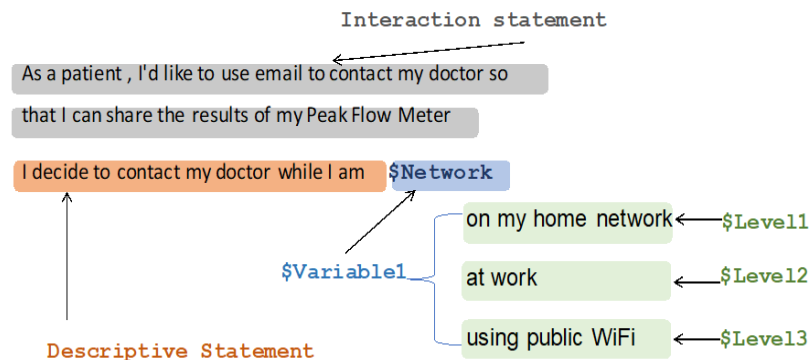 Interaction statement
As a patient , I'd like to use email to contact my doctor so
that I can share the results of my Peak Flow Meter
I decide to contact my doctor while I am $Network
on my home network $Level1
$Variable1
at work $Level2
using public WiFi $Level3
Descriptive Statement